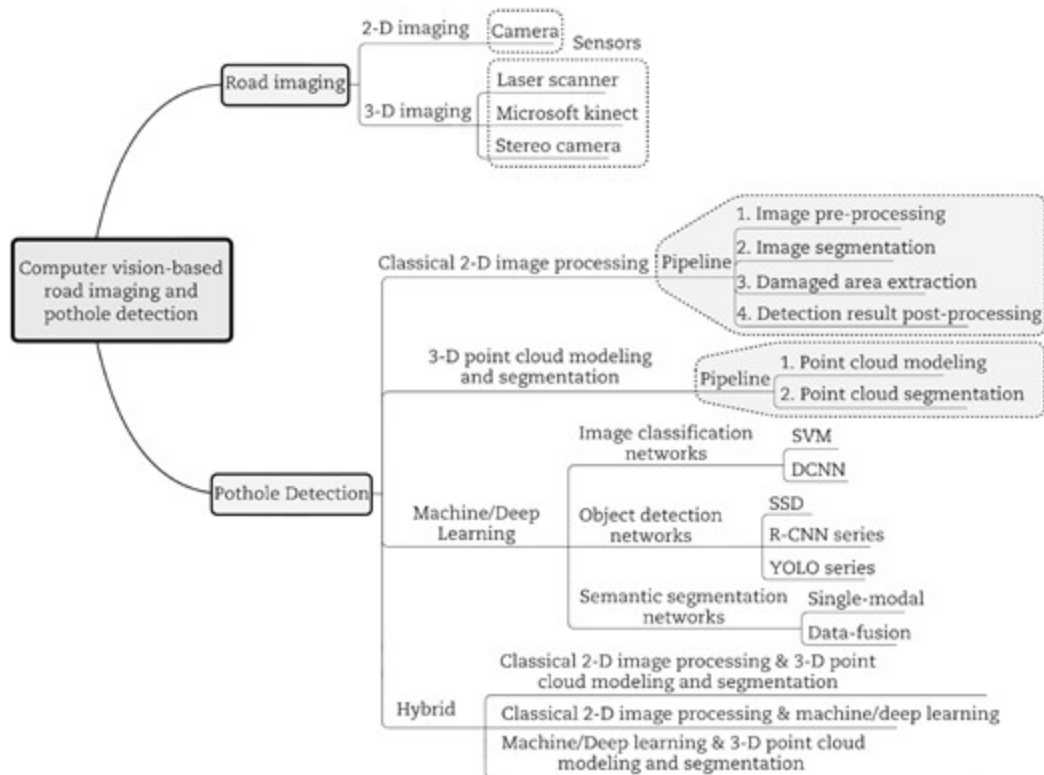 2-D imaging
Camera
Sensors
Road imaging
Laser scanner
3-D imaging
Microsoft kinect
Stereo camera
Computer vision-based
road imaging and
pothole detection
Classical 2-D image processing
Pipeline
1. Image pre-processing
2. Image segmentation
3. Damaged area extraction
4. Detection result post-processing
3-D point cloud modeling
and segmentation
Pipeline
1. Point cloud modeling
2. Point cloud segmentation
Pothole Detection
Machine/Deep
Learning
Image classification
networks
SVM
DCNN
Object detection
networks
SSD
R-CNN series
YOLO series
Semantic segmentation
networks
Single-modal
Data-fusion
Hybrid
Classical 2-D image processing & 3-D point
cloud modeling and segmentation
Classical 2-D image processing & machine/deep learning
Machine/Deep learning & 3-D point cloud
modeling and segmentation